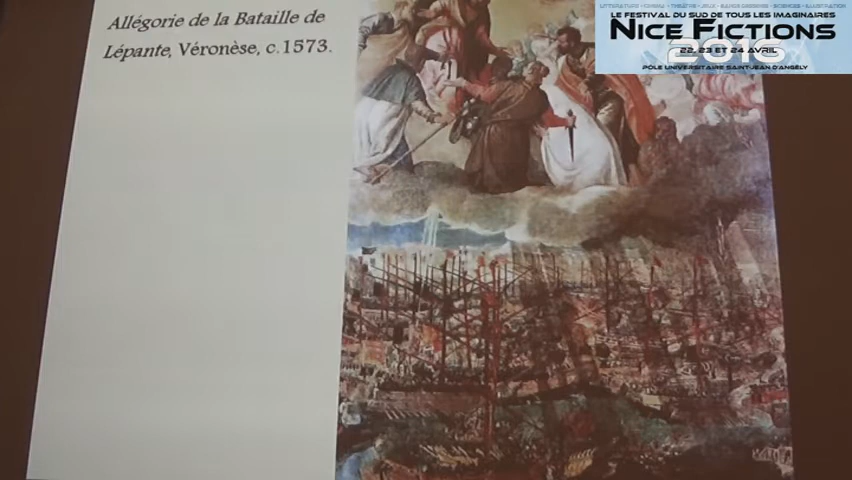 Allégorie de la Bataille de
Lépante, Véronèse, c.1573.
LE FESTIVAL DU SUD DE TOUS LES IMAGINAIRES
NICE FICTIONS
2016
22, 23 ET 24 AVRIL
PÔLE UNIVERSITAIRE SAINT-JEAN D'ANGÉLY